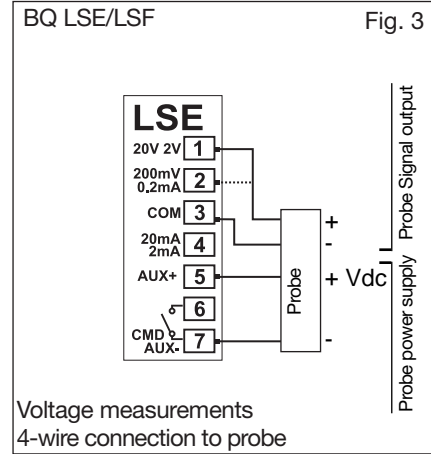 BQ LSE/LSF
Fig. 3
LSE
20V 2V 1
200mV
0.2mA 2
COM 3
20mA
2mA 4
AUX+ 5
6
CMD
AUX- 7
Probe
+
-
+ Vdc
-
Probe Signal output
Probe power supply
Voltage measurements
4-wire connection to probe